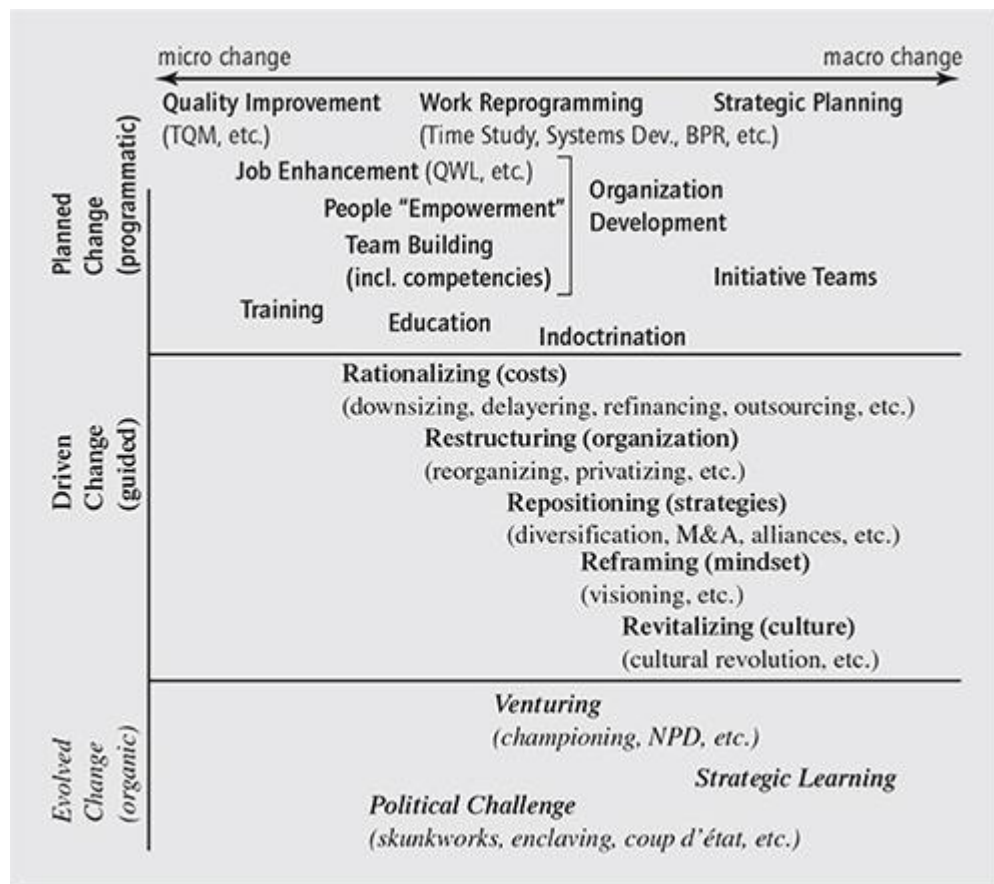 micro change macro change
Quality Improvement Work Reprogramming Strategic Planning
(TQM, etc.) (Time Study, Systems Dev., BPR, etc.)
Job Enhancement (QWL, etc.)
People “Empowerment”
Team Building
(incl. competencies)
Organization
Development
Initiative Teams
Training
Education
Indoctrination
Planned
Change
(programmatic)
Rationalizing (costs)
(downsizing, delayering, refinancing, outsourcing, etc.)
Restructuring (organization)
(reorganizing, privatizing, etc.)
Repositioning (strategies)
(diversification, M&A, alliances, etc.)
Reframing (mindset)
(visioning, etc.)
Revitalizing (culture)
(cultural revolution, etc.)
Driven
Change
(guided)
Venturing
(championing, NPD, etc.)
Strategic Learning
Political Challenge
(skunkworks, enclaving, coup d’état, etc.)
Evolved
Change
(organic)